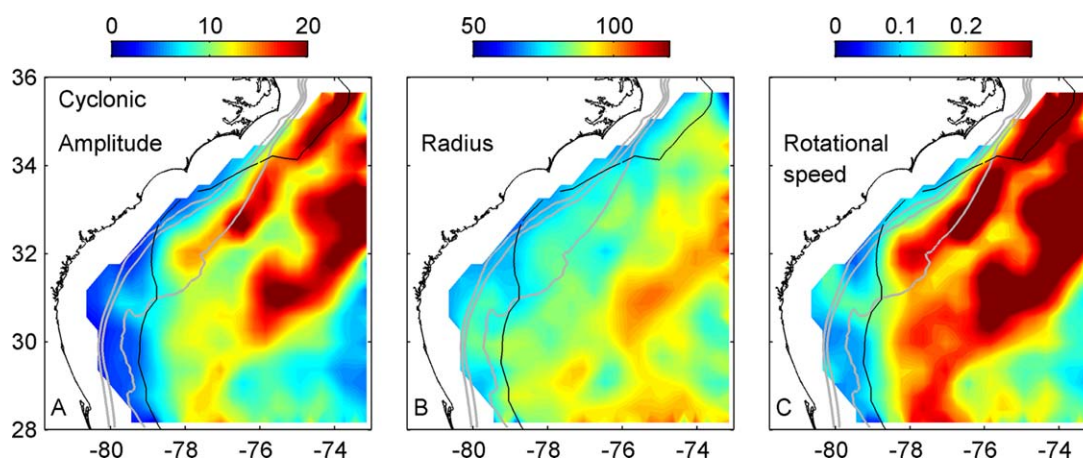 0 10 20 50 100 0 0.1 0.2
36
Cyclonic
Amplitude
Radius
Rotational
speed
34
32
30
28
A
B
C
-80 -78 -76 -74 -80 -78 -76 -74 -80 -78 -76 -74